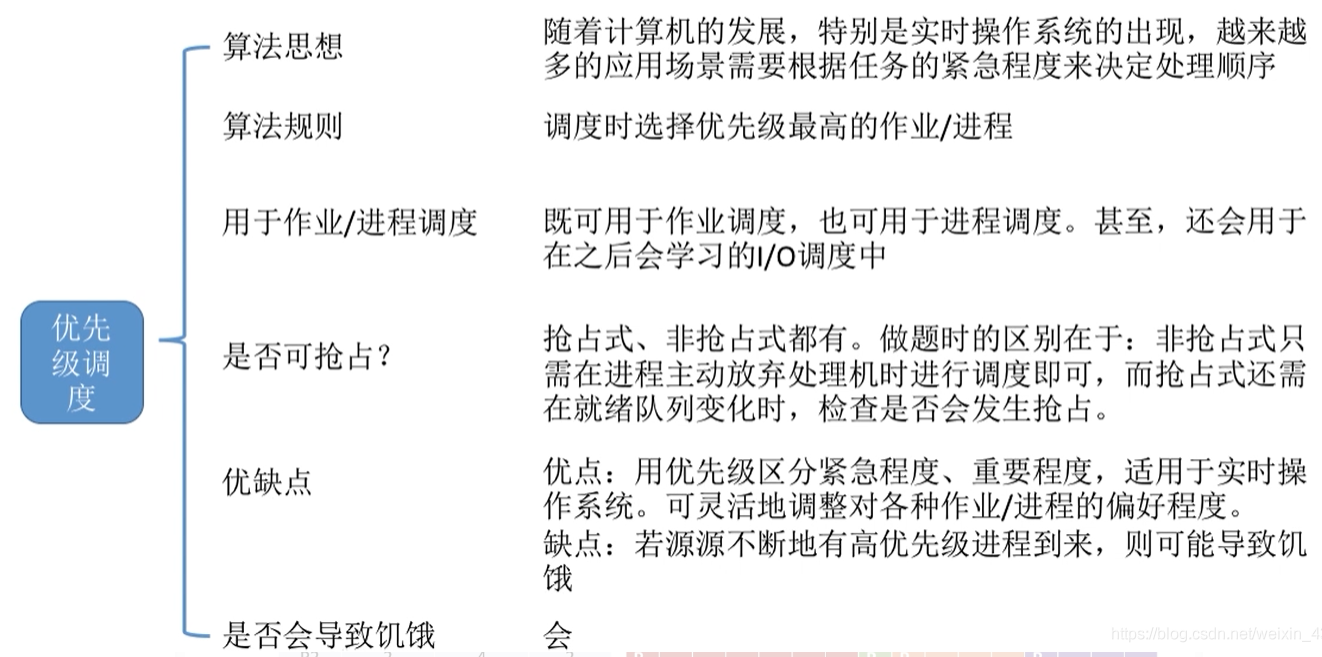 算法思想
随着计算机的发展，特别是实时操作系统的出现，越来越
多的应用场景需要根据任务的紧急程度来决定处理顺序
算法规则
调度时选择优先级最高的作业/进程
用于作业/进程调度
既可用于作业调度，也可用于进程调度。甚至，还会用于
在之后会学习的I/O调度中
优先
级调
度
是否可抢占？
抢占式、非抢占式都有。做题时的区别在于：非抢占式只
需在进程主动放弃处理机时进行调度即可，而抢占式还需
在就绪队列变化时，检查是否会发生抢占。
优缺点
优点：用优先级区分紧急程度、重要程度，适用于实时操
作系统。可灵活地调整对各种作业/进程的偏好程度。
缺点：若源源不断地有高优先级进程到来，则可能导致饥
饿
是否会导致饥饿
会
https://blog.csdn.net/weixin_4